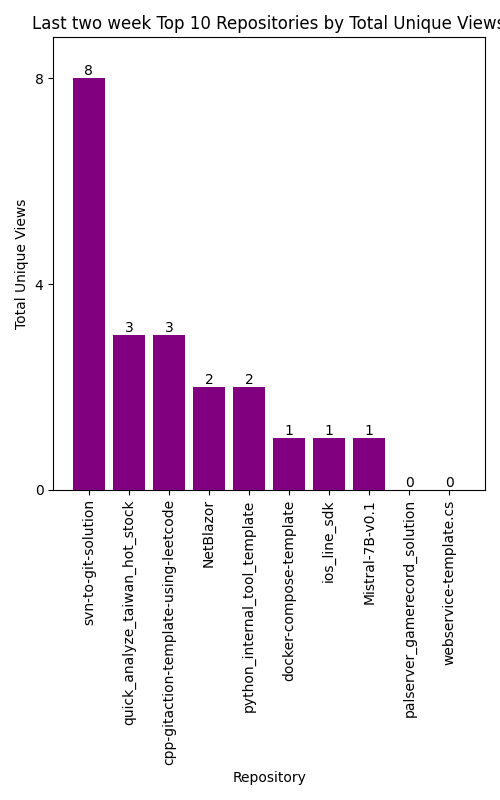 Last two week Top 10 Repositories by Total Unique Views
Total Unique Views
8
4
0
8
3
3
2
2
1
1
1
0
0
svn-to-git-solution
quick_analyze_taiwan_hot_stock
cpp-gitaction-template-using-leetcode
NetBlazor
python_internal_tool_template
docker-compose-template
ios_line_sdk
Mistral-7B-v0.1
palserver_gamerecord_solution
webservice-template.cs
Repository